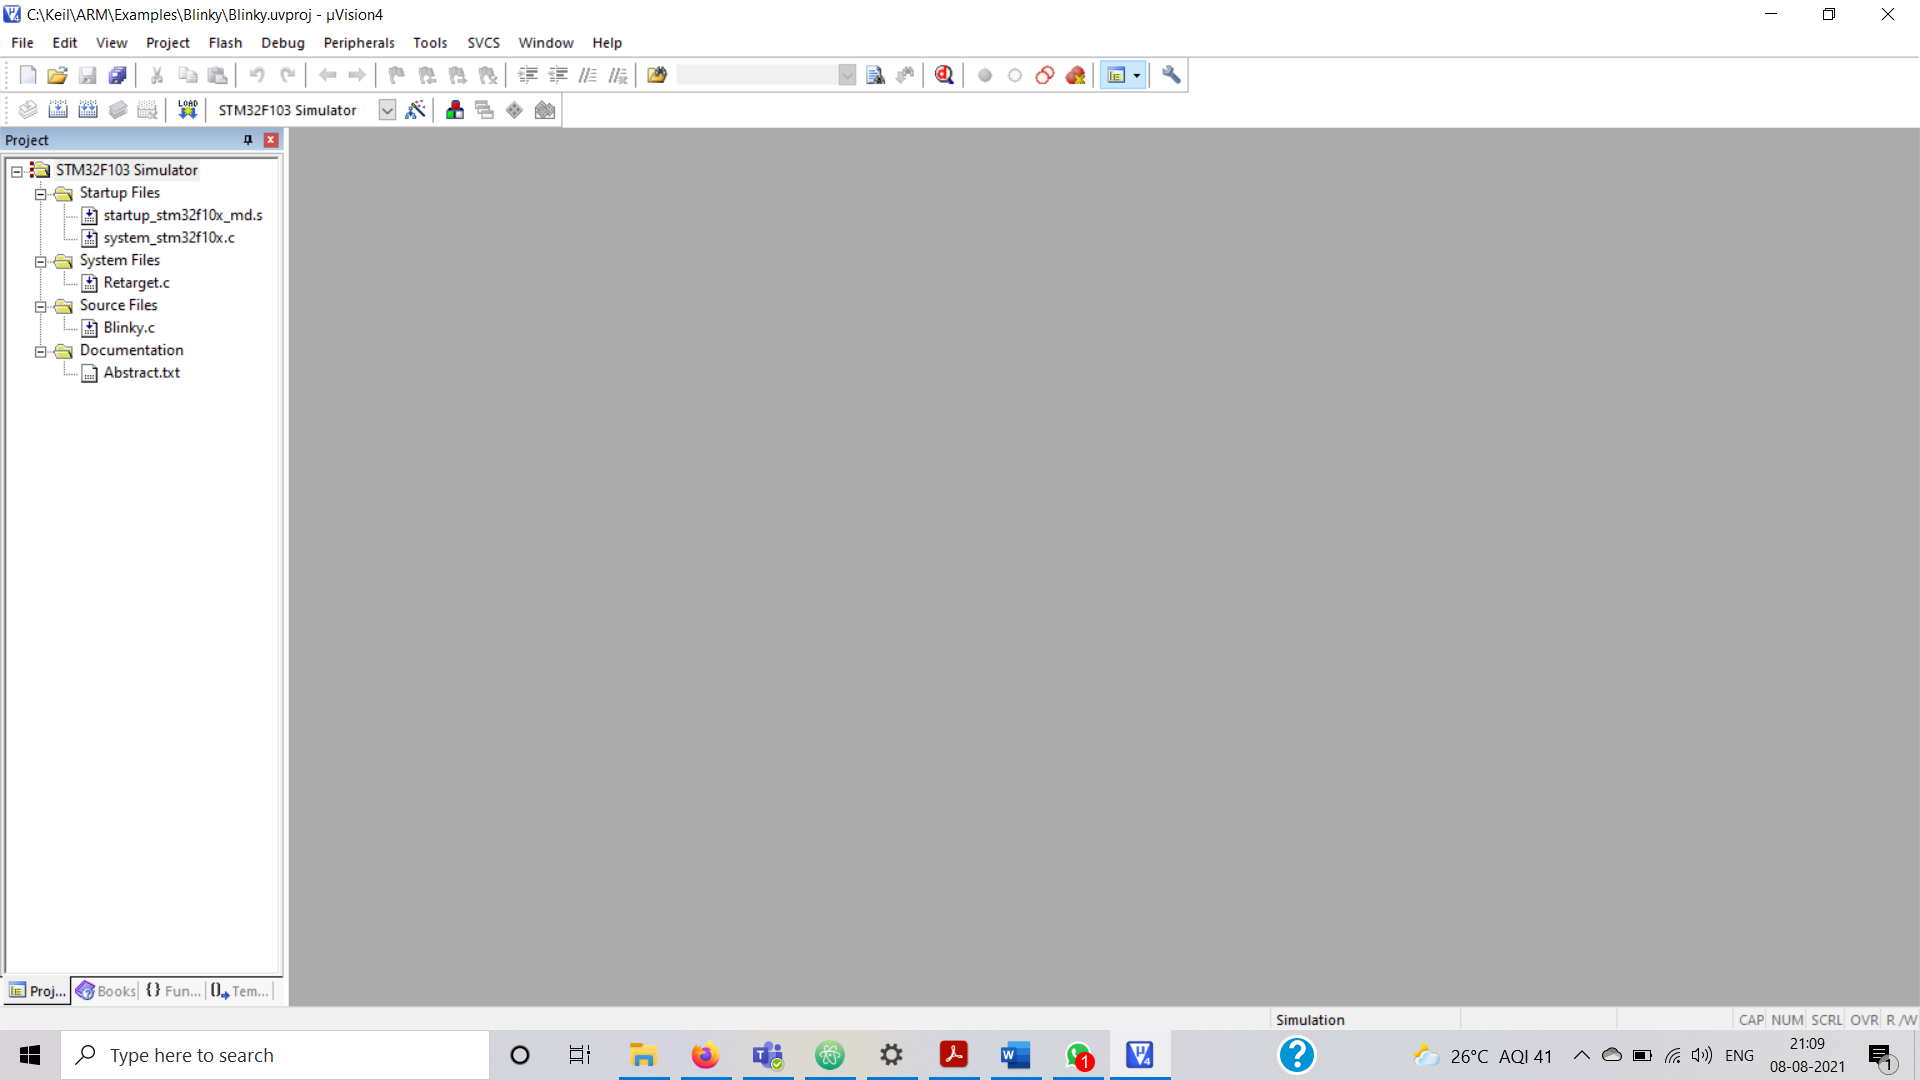 C:\Keil\ARM\Examples\Blinky\Blinky.uvproj - µVision4
File Edit View Project Flash Debug Peripherals Tools SVCS Window Help
LOAD STM32F103 Simulator
Project
STM32F103 Simulator
Startup Files
startup_stm32f10x_md.s
system_stm32f10x.c
System Files
Retarget.c
Source Files
Blinky.c
Documentation
Abstract.txt
Proj... Books {} Fun... Tem...
Simulation CAP NUM SCRL OVR R/W
Type here to search
26°C AQI 41 ENG
21:09
08-08-2021
1
1